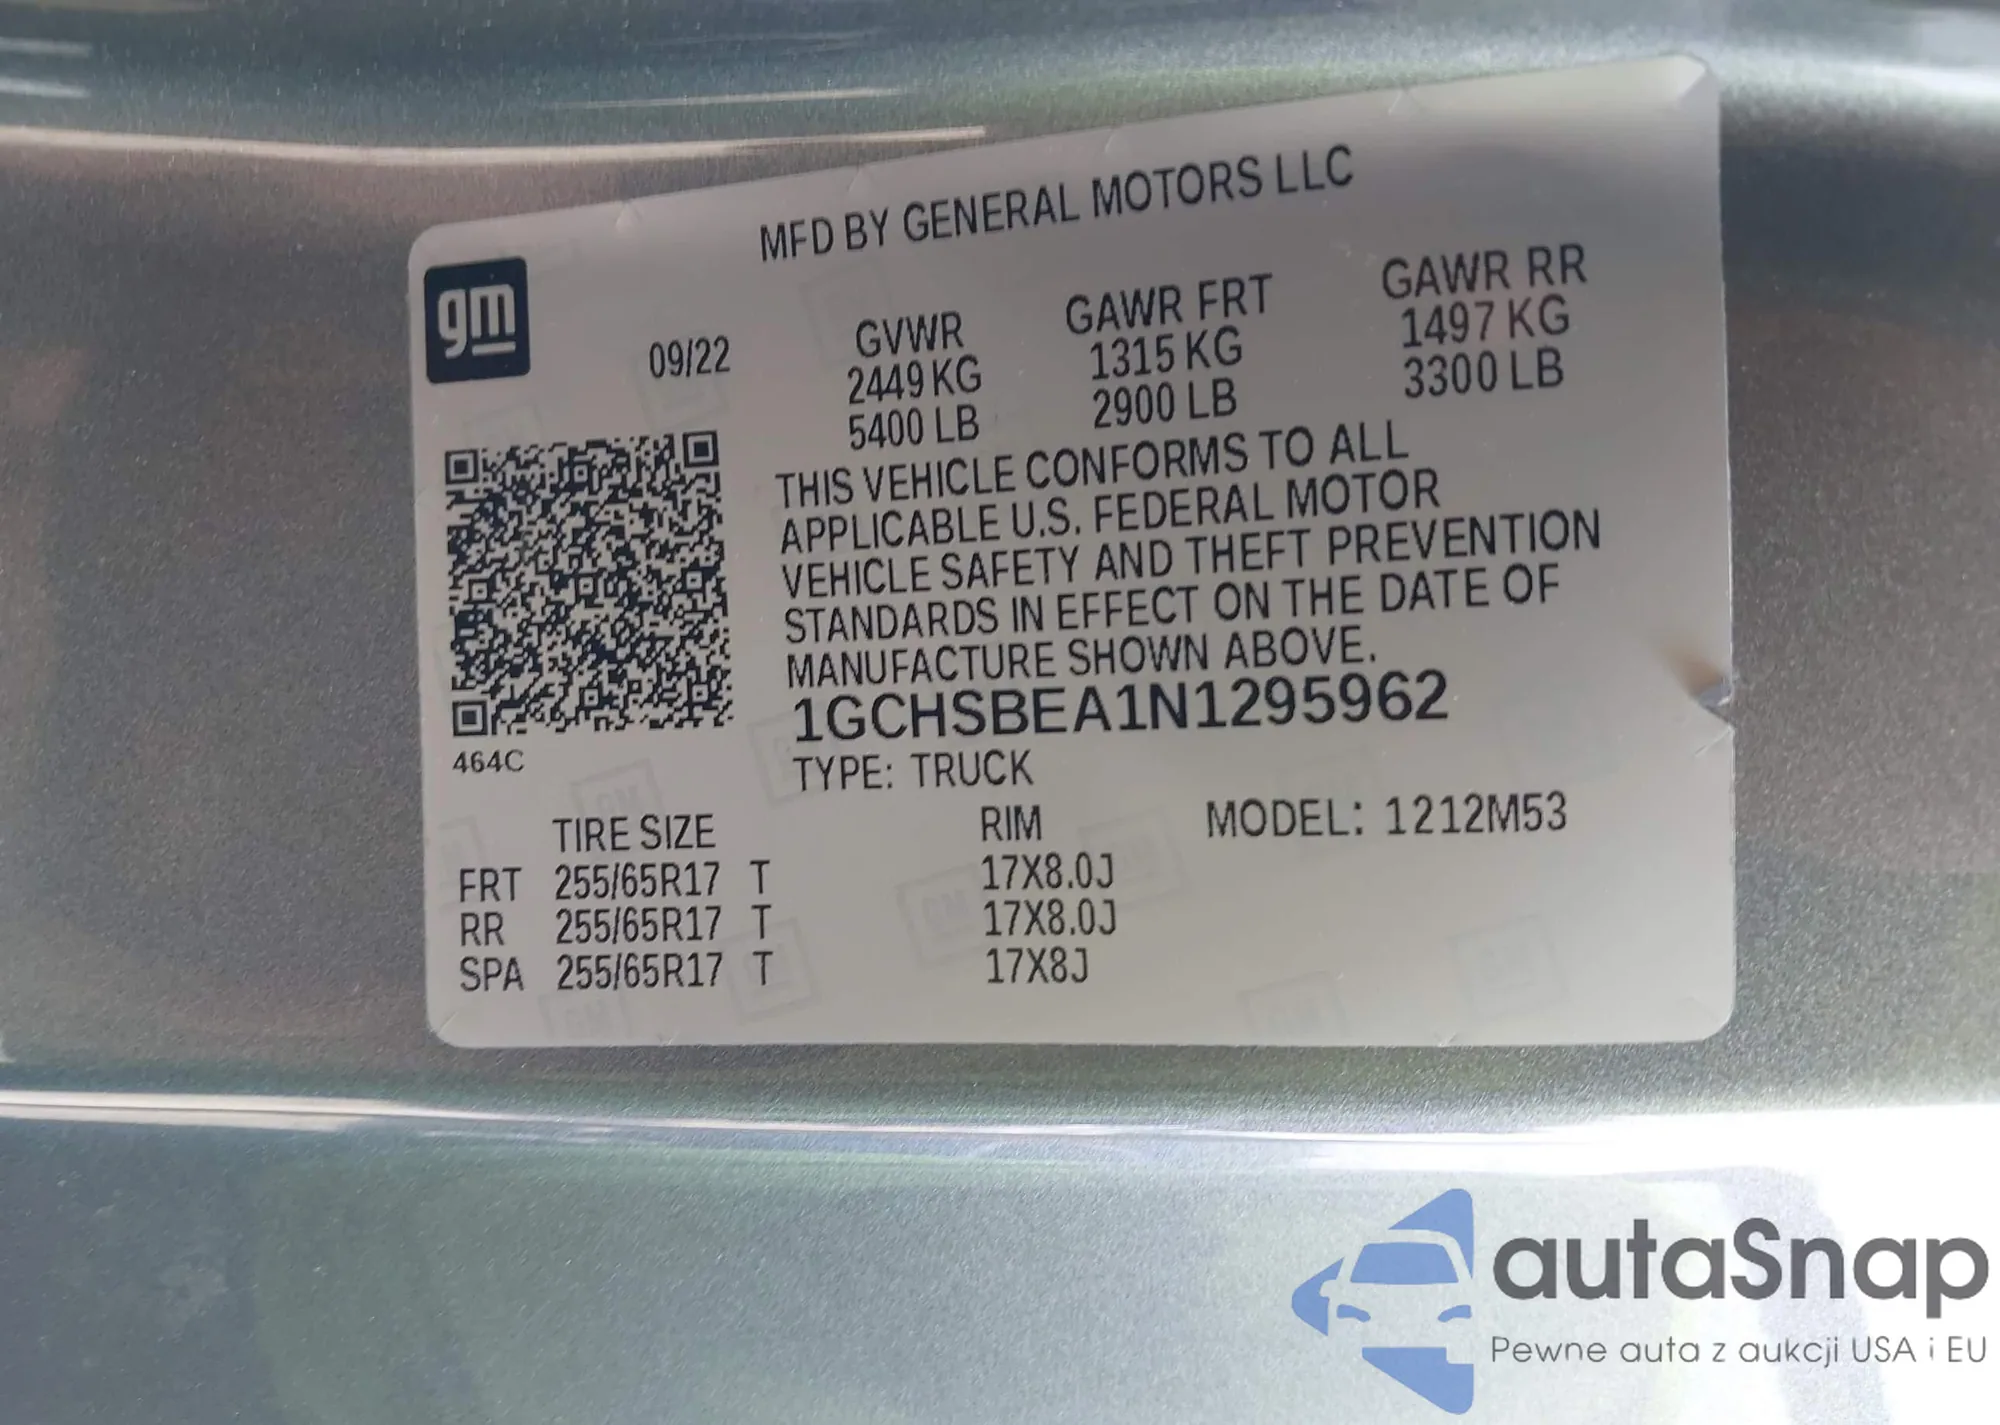 MFD BY GENERAL MOTORS LLC
gm
09/22
GVWR GAWR FRT GAWR RR
2449 KG 1315 KG 1497 KG
5400 LB 2900 LB 3300 LB
THIS VEHICLE CONFORMS TO ALL
APPLICABLE U.S. FEDERAL MOTOR
VEHICLE SAFETY AND THEFT PREVENTION
STANDARDS IN EFFECT ON THE DATE OF
MANUFACTURE SHOWN ABOVE.
1GCHSBEA1N1295962
464C
TYPE: TRUCK
TIRE SIZE RIM MODEL: 1212M53
FRT 255/65R17 T 17X8.0J
RR 255/65R17 T 17X8.0J
SPA 255/65R17 T 17X8J
autaSnap
Pewne auta z aukcji USA i EU